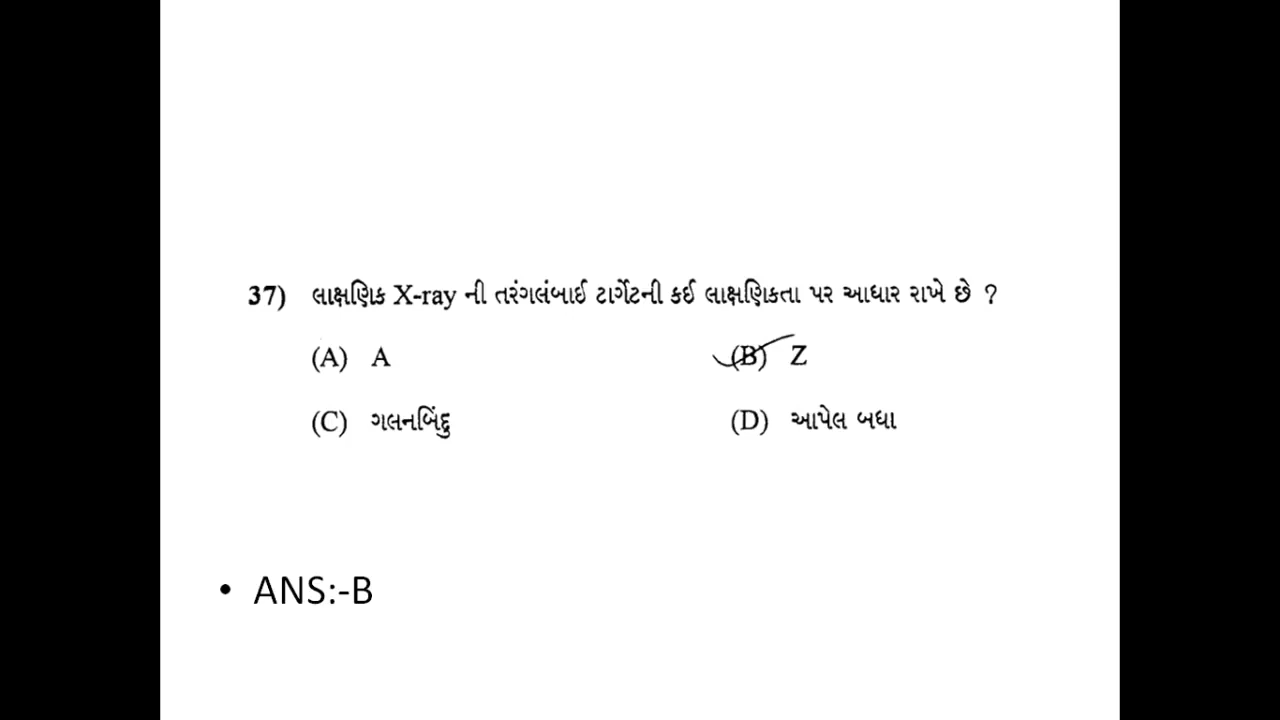 37) લાક્ષણિક X-ray ની તરંગલંબાઈ ટાર્ગેટની કઈ લાક્ષણિકતા પર આધાર રાખે છે ?
(A) A (B) Z
(C) ગલનબિંદુ (D) આપેલ બધા
• ANS:-B